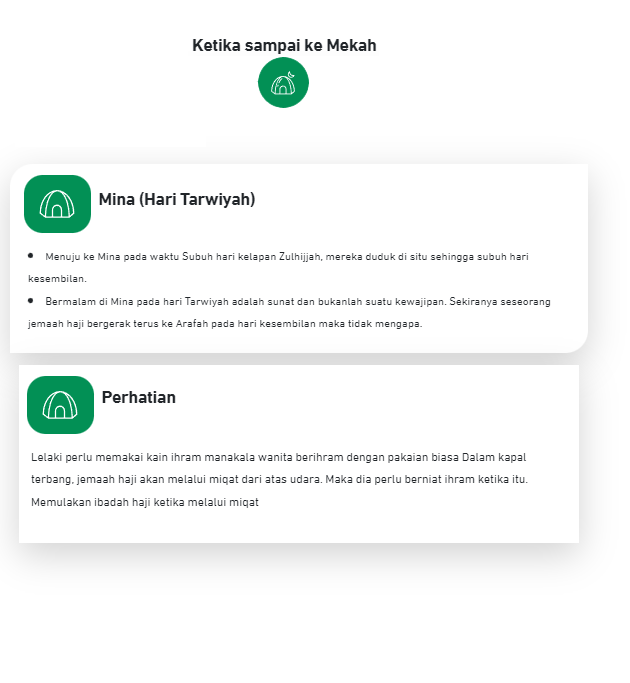 Ketika sampai ke Mekah
Mina (Hari Tarwiyah)
• Menuju ke Mina pada waktu Subuh hari kelapan Zulhijjah, mereka duduk di situ sehingga subuh hari
kesembilan.
• Bermalam di Mina pada hari Tarwiyah adalah sunat dan bukanlah suatu kewajipan. Sekiranya seseorang
jemaah haji bergerak terus ke Arafah pada hari kesembilan maka tidak mengapa.
Perhatian
Lelaki perlu memakai kain ihram manakala wanita berihram dengan pakaian biasa Dalam kapal
terbang, jemaah haji akan melalui miqat dari atas udara. Maka dia perlu berniat ihram ketika itu.
Memulakan ibadah haji ketika melalui miqat